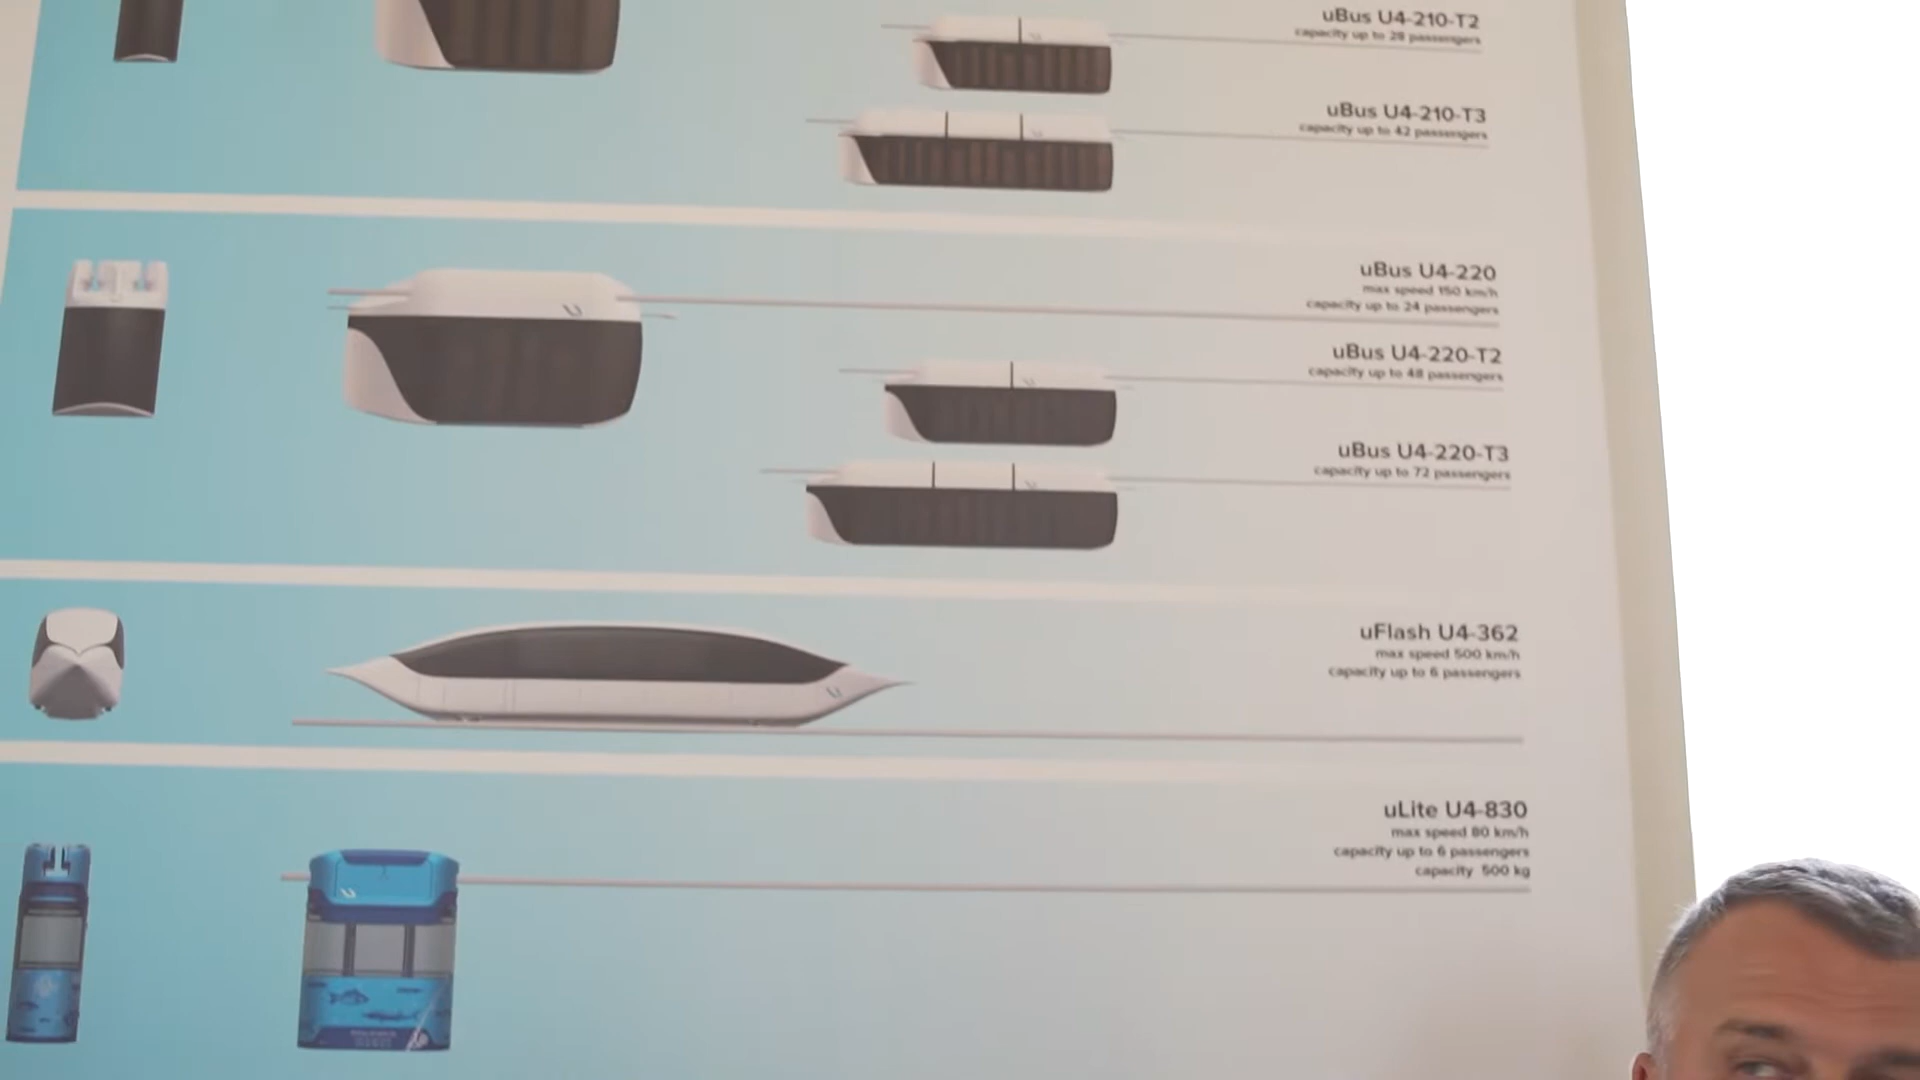 uBus U4-210-T2
capacity up to 28 passengers
uBus U4-210-T3
capacity up to 42 passengers
uBus U4-220
max speed 150 km/h
capacity up to 24 passengers
uBus U4-220-T2
capacity up to 48 passengers
uBus U4-220-T3
capacity up to 72 passengers
uFlash U4-362
max speed 500 km/h
capacity up to 6 passengers
uLite U4-830
max speed 80 km/h
capacity up to 6 passengers
capacity 500 kg